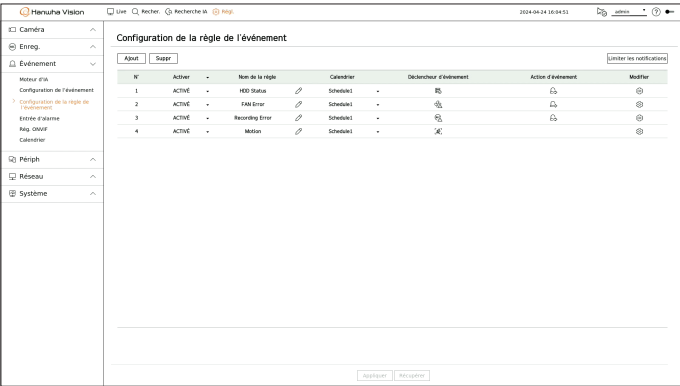 Hanwha Vision
Live Recher. Recherche IA Régl. 2024-04-24 16:04:51 admin
Caméra
Enreg.
Événement
Moteur d'IA
Configuration de l'événement
Configuration de la règle de
l'événement
Entrée d'alarme
Rég. ONVIF
Calendrier
Périph
Réseau
Système
Configuration de la règle de l'événement
Ajout Suppr Limiter les notifications
N° Activer Nom de la règle Calendrier Déclencheur d'événement Action d'événement Modifier
1 ACTIVÉ HDD Status Schedule1
2 ACTIVÉ FAN Error Schedule1
3 ACTIVÉ Recording Error Schedule1
4 ACTIVÉ Motion Schedule1
Appliquer Récupérer